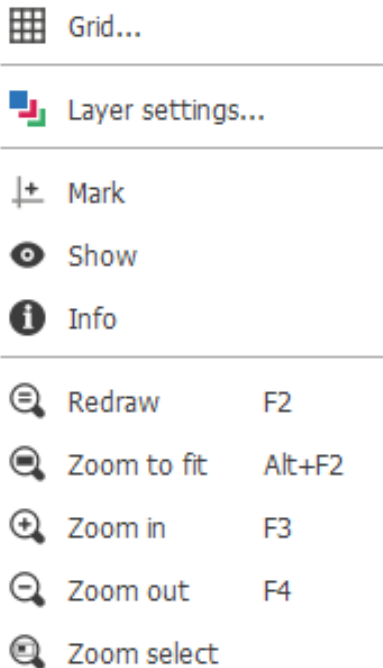 Grid...
Layer settings...
Mark
Show
Info
Redraw F2
Zoom to fit Alt+F2
Zoom in F3
Zoom out F4
Zoom select